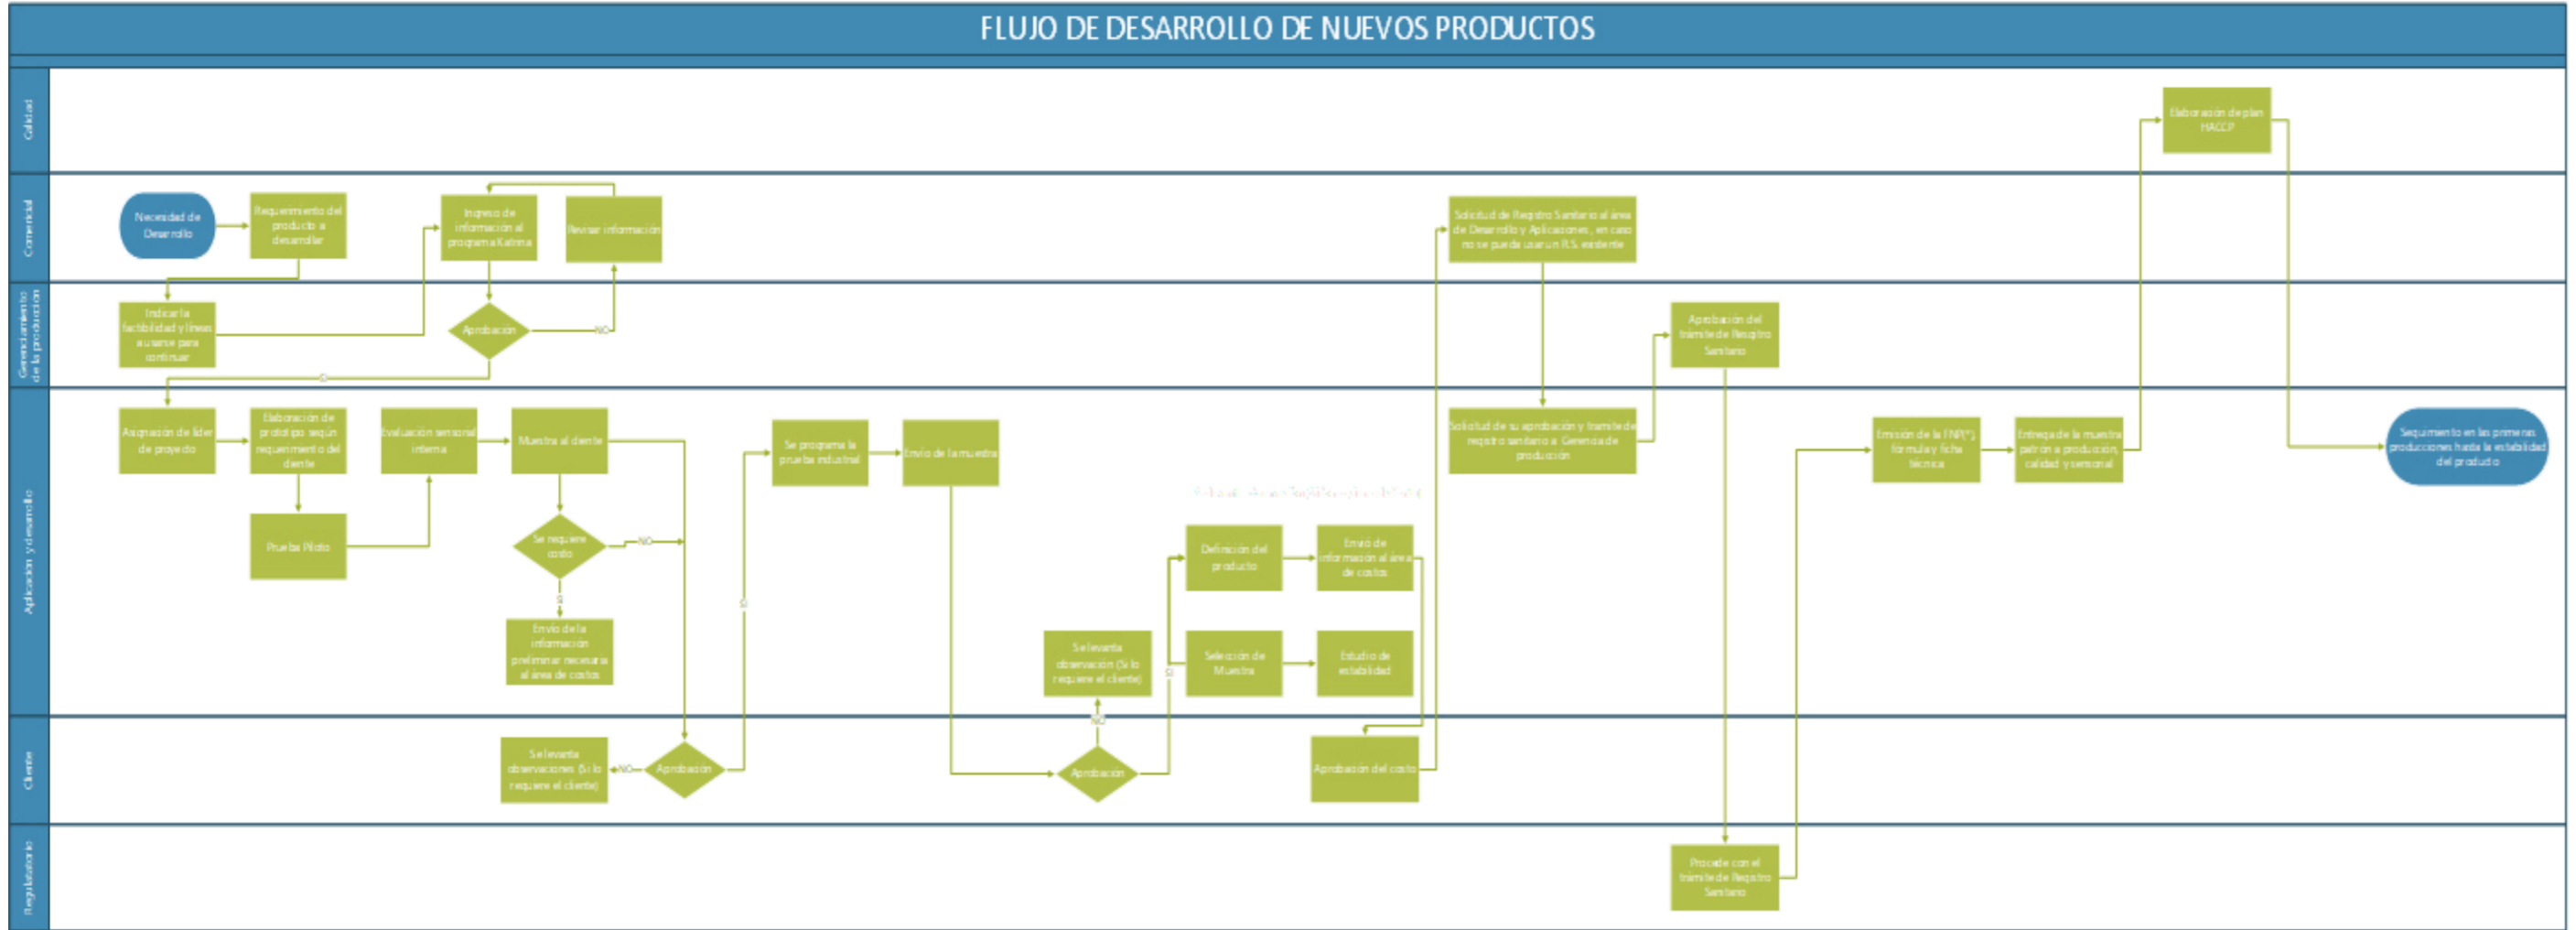 FLUJO DE DESARROLLO DE NUEVOS PRODUCTOS
Calidad
Elaboración de plan
HACCP
Comercial
Necesidad de
Desarrollo
Requerimiento del
producto a
desarrollar
Ingreso de
información al
programa Katrina
Revisar información
Solicitud de Registro Sanitario al área
de Desarrollo y Aplicaciones, en caso
no se pueda usar un R.S. existente
Gerenciamiento
de la producción
Indicar la
factibilidad y líneas
a usarse para
continuar
Aprobación
NO
SI
Aprobación del
trámite de Resgitro
Sanitario
Aplicación y desarrollo
Asignación de líder
de proyecto
Elaboración de
prototipo según
requerimiento del
cliente
Evaluación sensorial
interna
Muestra al cliente
Prueba Piloto
Se requiere
costo
NO
SI
Envío de la
información
preliminar necesaria
al área de costos
Se programa la
prueba industrial
Envío de la muestra
SI
Se levanta
observación (Si lo
requiere el cliente)
Definición del
producto
Envió de
información al área
de costos
Selección de
Muestra
Estudio de
estabilidad
SI
Solicitud de su aprobación y tramite de
registro sanitario a Gerencia de
producción
Emisión de la FNP(*),
fórmula y ficha
técnica
Entrega de la muestra
patrón a producción,
calidad y sensorial
Seguimiento en las primeras
producciones hasta la estabilidad
del producto
Cliente
Se levanta
observaciones (Si lo
requiere el cliente)
NO
Aprobación
NO
Aprobación
Aprobación del costo
Regulatorio
Procede con el
trámite de Registro
Sanitario